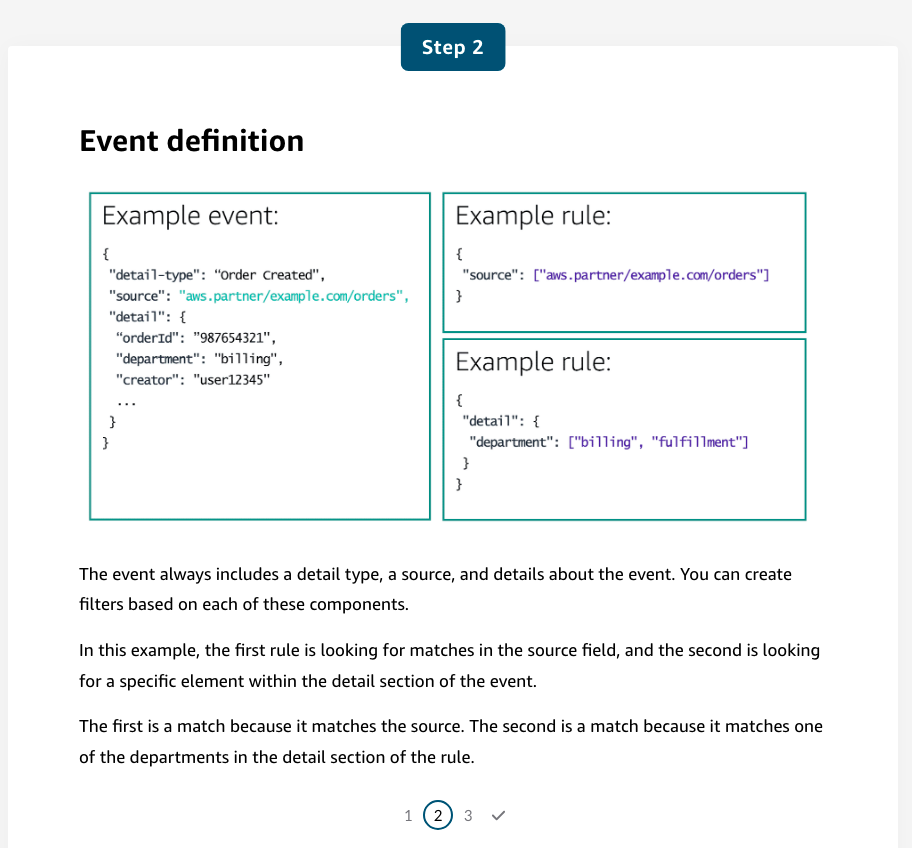 Step 2
Event definition
Example event:
{
"detail-type": “Order Created”,
"source": "aws.partner/example.com/orders",
"detail": {
"orderId": "987654321",
"department": "billing",
"creator": "user12345"
...
}
}
Example rule:
{
"source": ["aws.partner/example.com/orders"]
}
Example rule:
{
"detail": {
"department": ["billing", "fulfillment"]
}
}
The event always includes a detail type, a source, and details about the event. You can create
filters based on each of these components.
In this example, the first rule is looking for matches in the source field, and the second is looking
for a specific element within the detail section of the event.
The first is a match because it matches the source. The second is a match because it matches one
of the departments in the detail section of the rule.
1 2 3